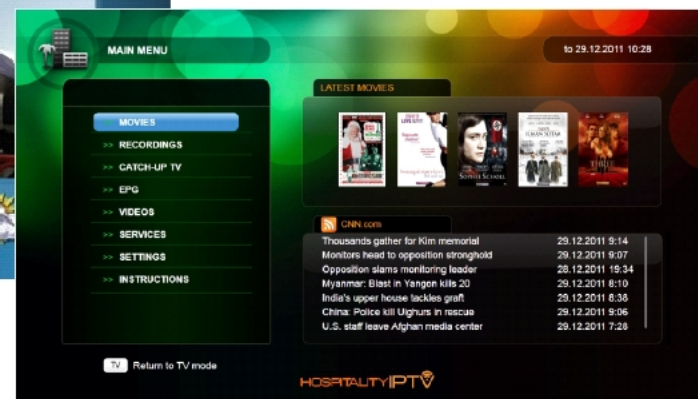 MAIN MENU
to 29.12.2011 10:28
>> MOVIES
>> RECORDINGS
>> CATCH-UP TV
>> EPG
>> VIDEOS
>> SERVICES
>> SETTINGS
>> INSTRUCTIONS
TV Return to TV mode
LATEST MOVIES
SOPHIE SCHOLL
CNN.com
Thousands gather for Kim memorial 29.12.2011 9:14
Monitors head to opposition stronghold 29.12.2011 9:07
Opposition slams monitoring leader 28.12.2011 19:34
Myanmar: Blast in Yangon kills 20 29.12.2011 8:10
India's upper house tackles graft 29.12.2011 8:38
China: Police kill Uighurs in rescue 29.12.2011 9:06
U.S. staff leave Afghan media center 29.12.2011 7:28
HOSPITALITY IPTV